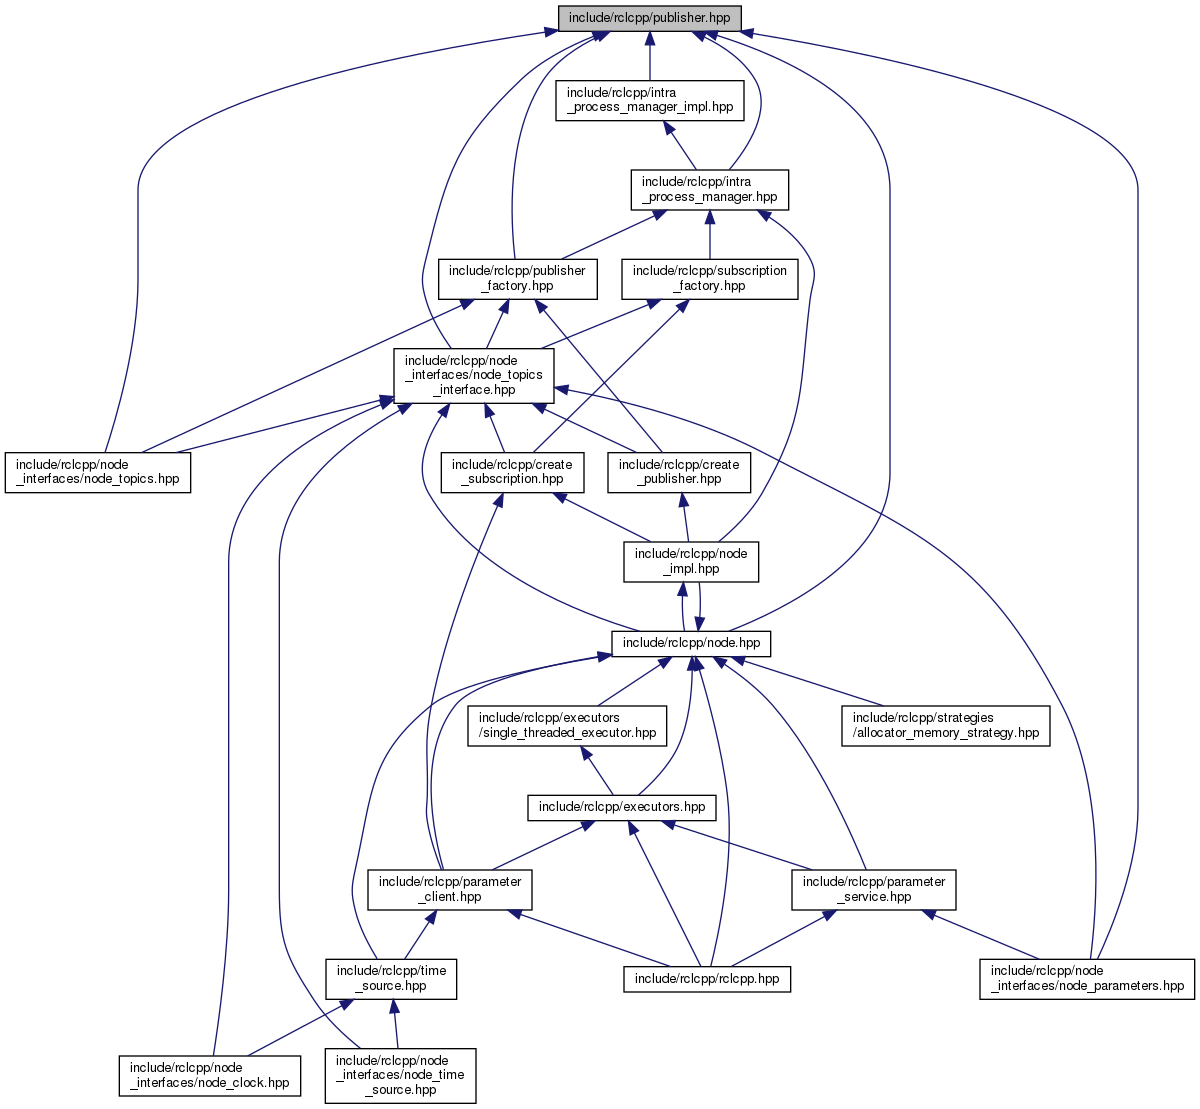 include/rclcpp/publisher.hpp
include/rclcpp/intra
_process_manager_impl.hpp
include/rclcpp/intra
_process_manager.hpp
include/rclcpp/publisher
_factory.hpp
include/rclcpp/subscription
_factory.hpp
include/rclcpp/node
_interfaces/node_topics
_interface.hpp
include/rclcpp/node
_interfaces/node_topics.hpp
include/rclcpp/create
_subscription.hpp
include/rclcpp/create
_publisher.hpp
include/rclcpp/node
_impl.hpp
include/rclcpp/node.hpp
include/rclcpp/executors
/single_threaded_executor.hpp
include/rclcpp/strategies
/allocator_memory_strategy.hpp
include/rclcpp/executors.hpp
include/rclcpp/parameter
_client.hpp
include/rclcpp/parameter
_service.hpp
include/rclcpp/time
_source.hpp
include/rclcpp/rclcpp.hpp
include/rclcpp/node
_interfaces/node_parameters.hpp
include/rclcpp/node
_interfaces/node_clock.hpp
include/rclcpp/node
_interfaces/node_time
_source.hpp